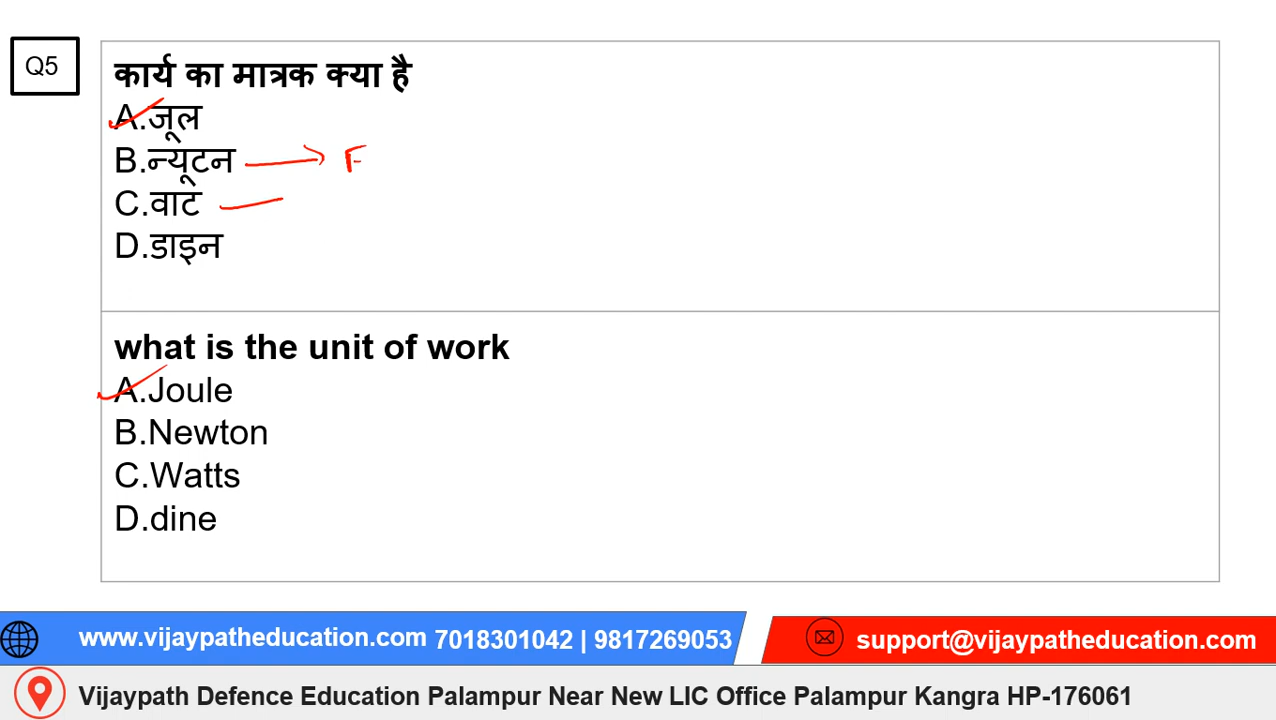 Q5
कार्य का मात्रक क्या है
A.जूल
B.न्यूटन F
C.वाट
D.डाइन
what is the unit of work
A.Joule
B.Newton
C.Watts
D.dine
www.vijaypatheducation.com 7018301042 | 9817269053
support@vijaypatheducation.com
Vijaypath Defence Education Palampur Near New LIC Office Palampur Kangra HP-176061